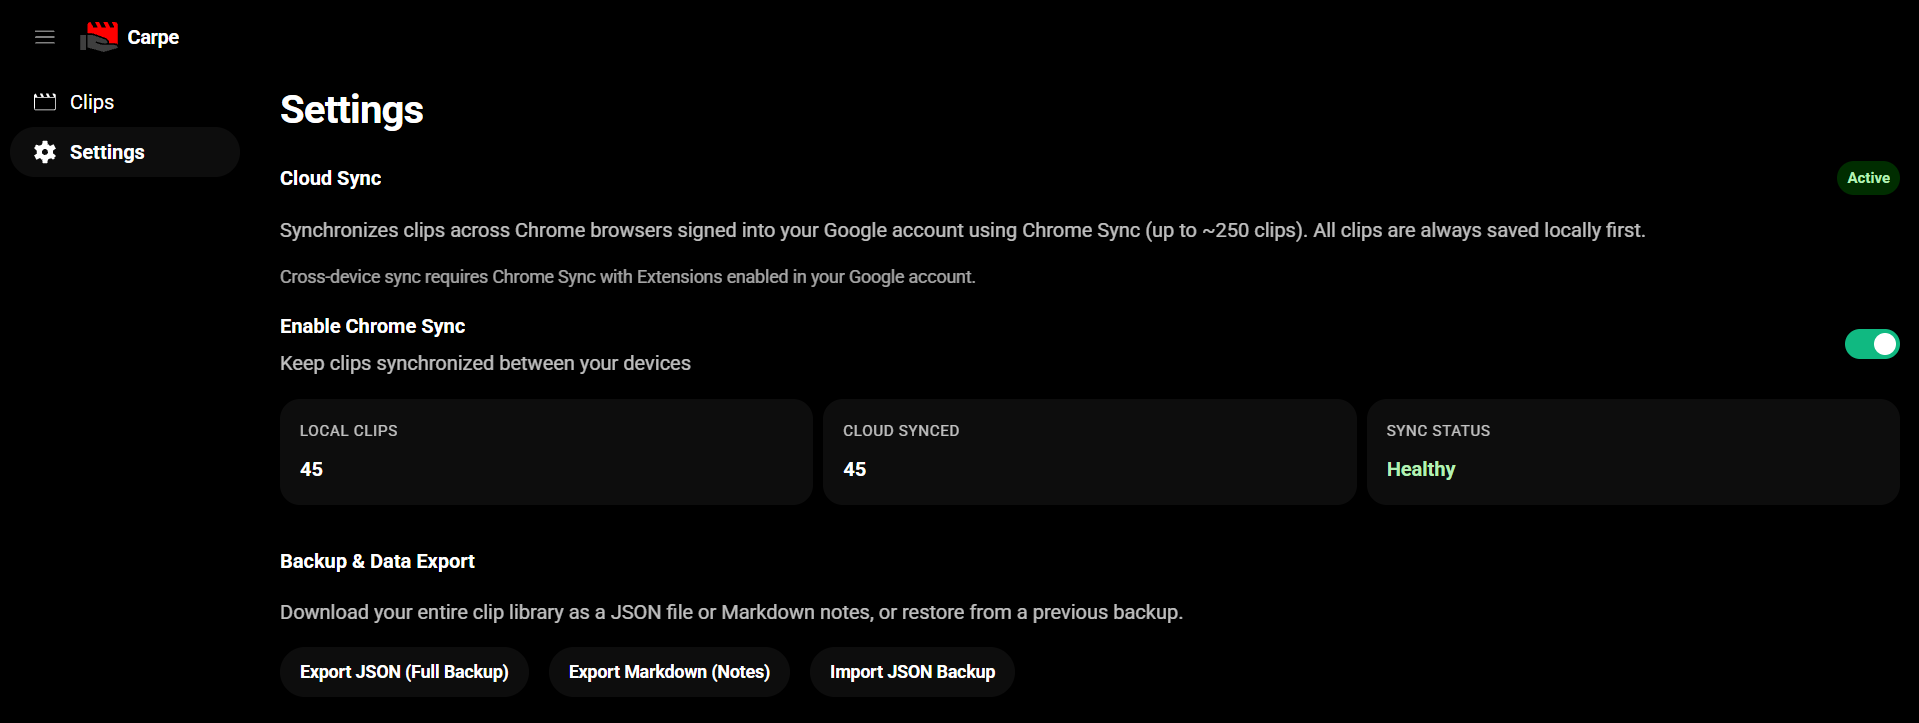 Carpe
Clips
Settings
Settings
Cloud Sync
Active
Synchronizes clips across Chrome browsers signed into your Google account using Chrome Sync (up to ~250 clips). All clips are always saved locally first.
Cross-device sync requires Chrome Sync with Extensions enabled in your Google account.
Enable Chrome Sync
Keep clips synchronized between your devices
LOCAL CLIPS
45
CLOUD SYNCED
45
SYNC STATUS
Healthy
Backup & Data Export
Download your entire clip library as a JSON file or Markdown notes, or restore from a previous backup.
Export JSON (Full Backup)
Export Markdown (Notes)
Import JSON Backup